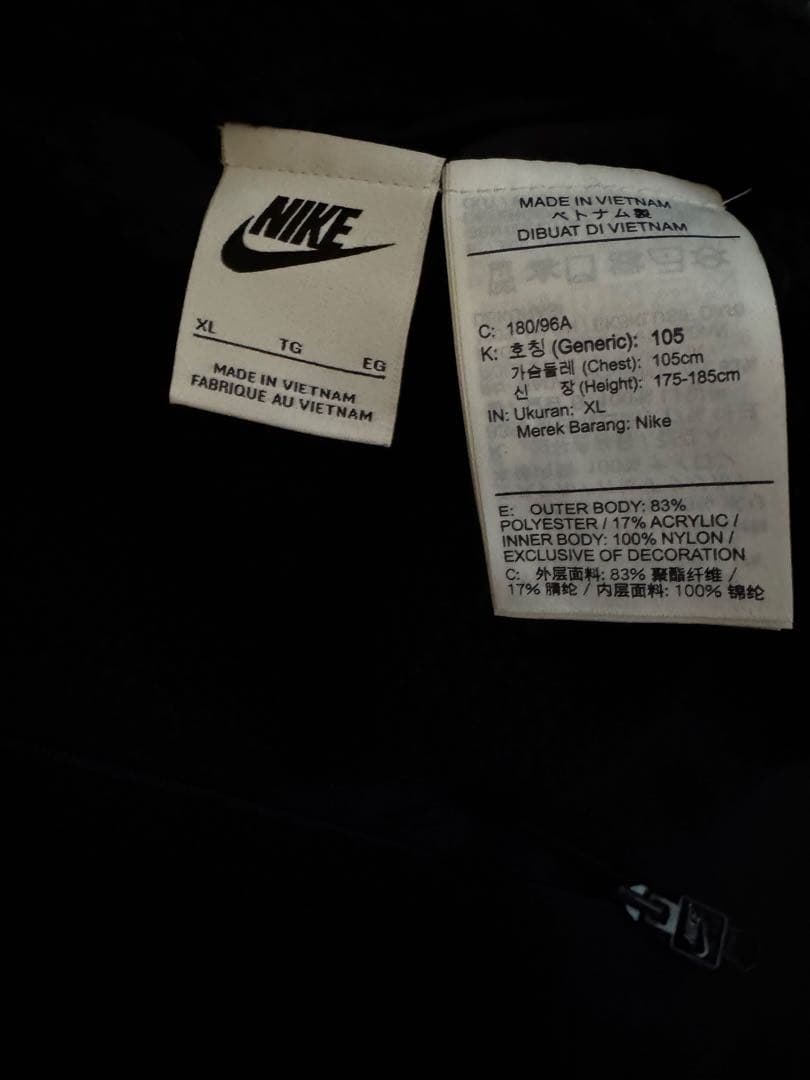 NIKE
XL TG EG
MADE IN VIETNAM
FABRIQUE AU VIETNAM
MADE IN VIETNAM
ベトナム製
DIBUAT DI VIETNAM
C: 180/96A
K: 호칭 (Generic): 105
가슴둘레 (Chest): 105cm
신 장 (Height): 175-185cm
IN: Ukuran: XL
Merek Barang: Nike
E: OUTER BODY: 83%
POLYESTER / 17% ACRYLIC /
INNER BODY: 100% NYLON /
EXCLUSIVE OF DECORATION
C: 外层面料: 83% 聚酯纤维 /
17% 腈纶 / 内层面料: 100% 锦纶